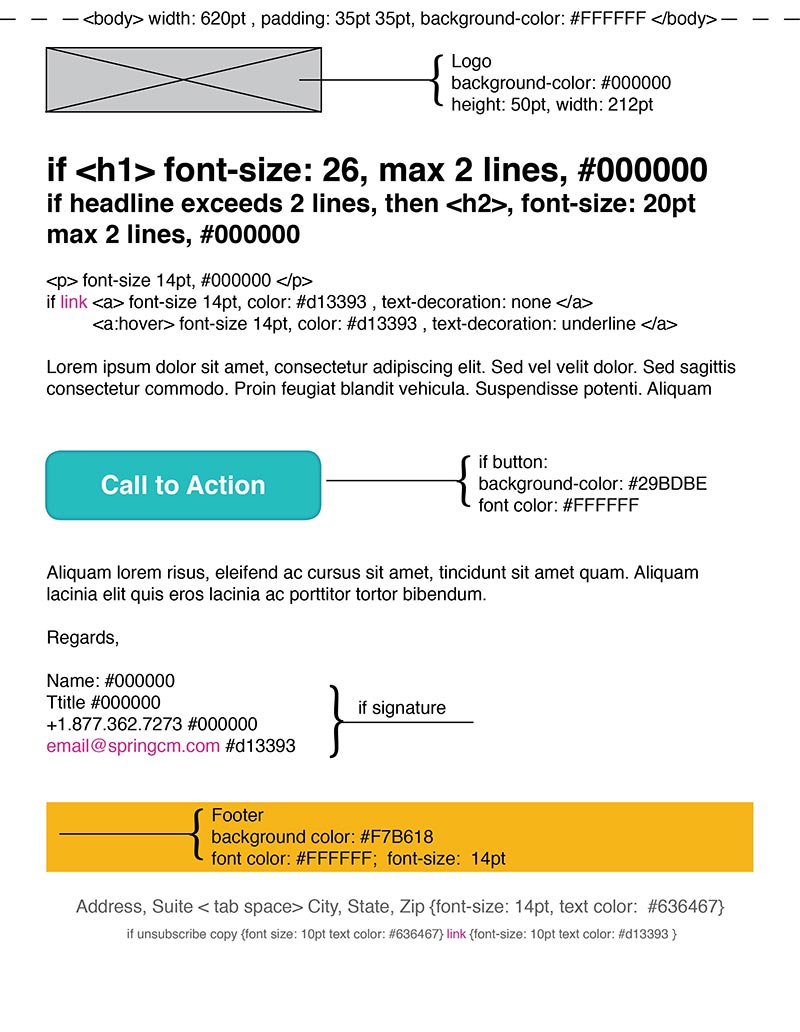 <body> width: 620pt , padding: 35pt 35pt, background-color: #FFFFFF </body>
Logo
background-color: #000000
height: 50pt, width: 212pt
if <h1> font-size: 26, max 2 lines, #000000
if headline exceeds 2 lines, then <h2>, font-size: 20pt
max 2 lines, #000000
<p> font-size 14pt, #000000 </p>
if link <a> font-size 14pt, color: #d13393 , text-decoration: none </a>
<a:hover> font-size 14pt, color: #d13393 , text-decoration: underline </a>
Lorem ipsum dolor sit amet, consectetur adipiscing elit. Sed vel velit dolor. Sed sagittis
consectetur commodo. Proin feugiat blandit vehicula. Suspendisse potenti. Aliquam
Call to Action
if button:
background-color: #29BDBE
font color: #FFFFFF
Aliquam lorem risus, eleifend ac cursus sit amet, tincidunt sit amet quam. Aliquam
lacinia elit quis eros lacinia ac porttitor tortor bibendum.
Regards,
Name: #000000
Ttitle #000000
+1.877.362.7273 #000000
email@springcm.com #d13393
if signature
Footer
background color: #F7B618
font color: #FFFFFF;  font-size:  14pt
Address, Suite < tab space> City, State, Zip {font-size: 14pt, text color:  #636467}
if unsubscribe copy {font size: 10pt text color: #636467} link {font-size: 10pt text color: #d13393 }